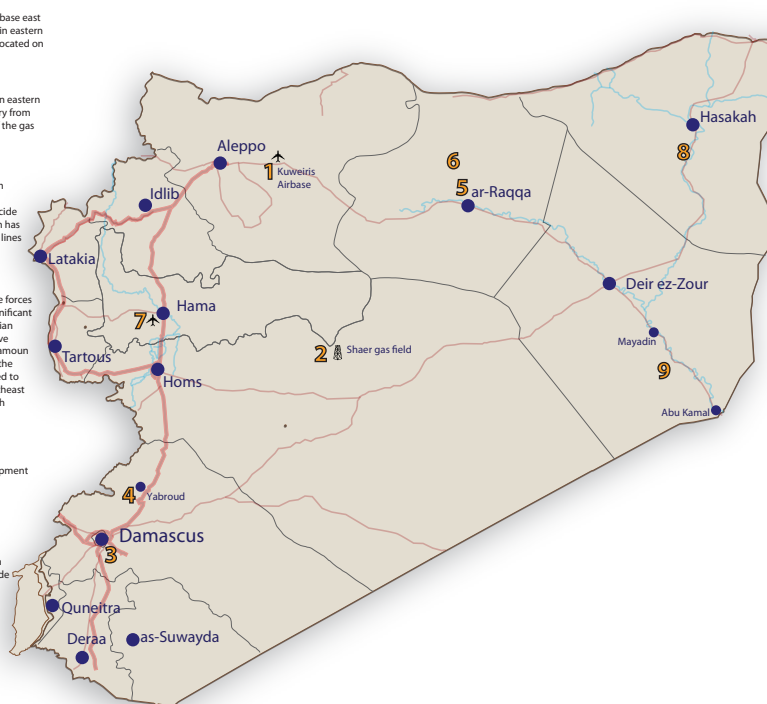 base east
in eastern
ocated on
n eastern
ry from
the gas
cide
n has
lines
e forces
nificant
ian
ve
amoun
the
ed to
heast
h
opment
de
Aleppo
1
Kuweiris
Airbase
Idlib
Latakia
6
5
ar-Raqqa
Hasakah
8
Hama
7
Tartous
Homs
2
Shaer gas field
Deir ez-Zour
Mayadin
9
Abu Kamal
4
Yabroud
Damascus
3
Quneitra
Deraa
as-Suwayda